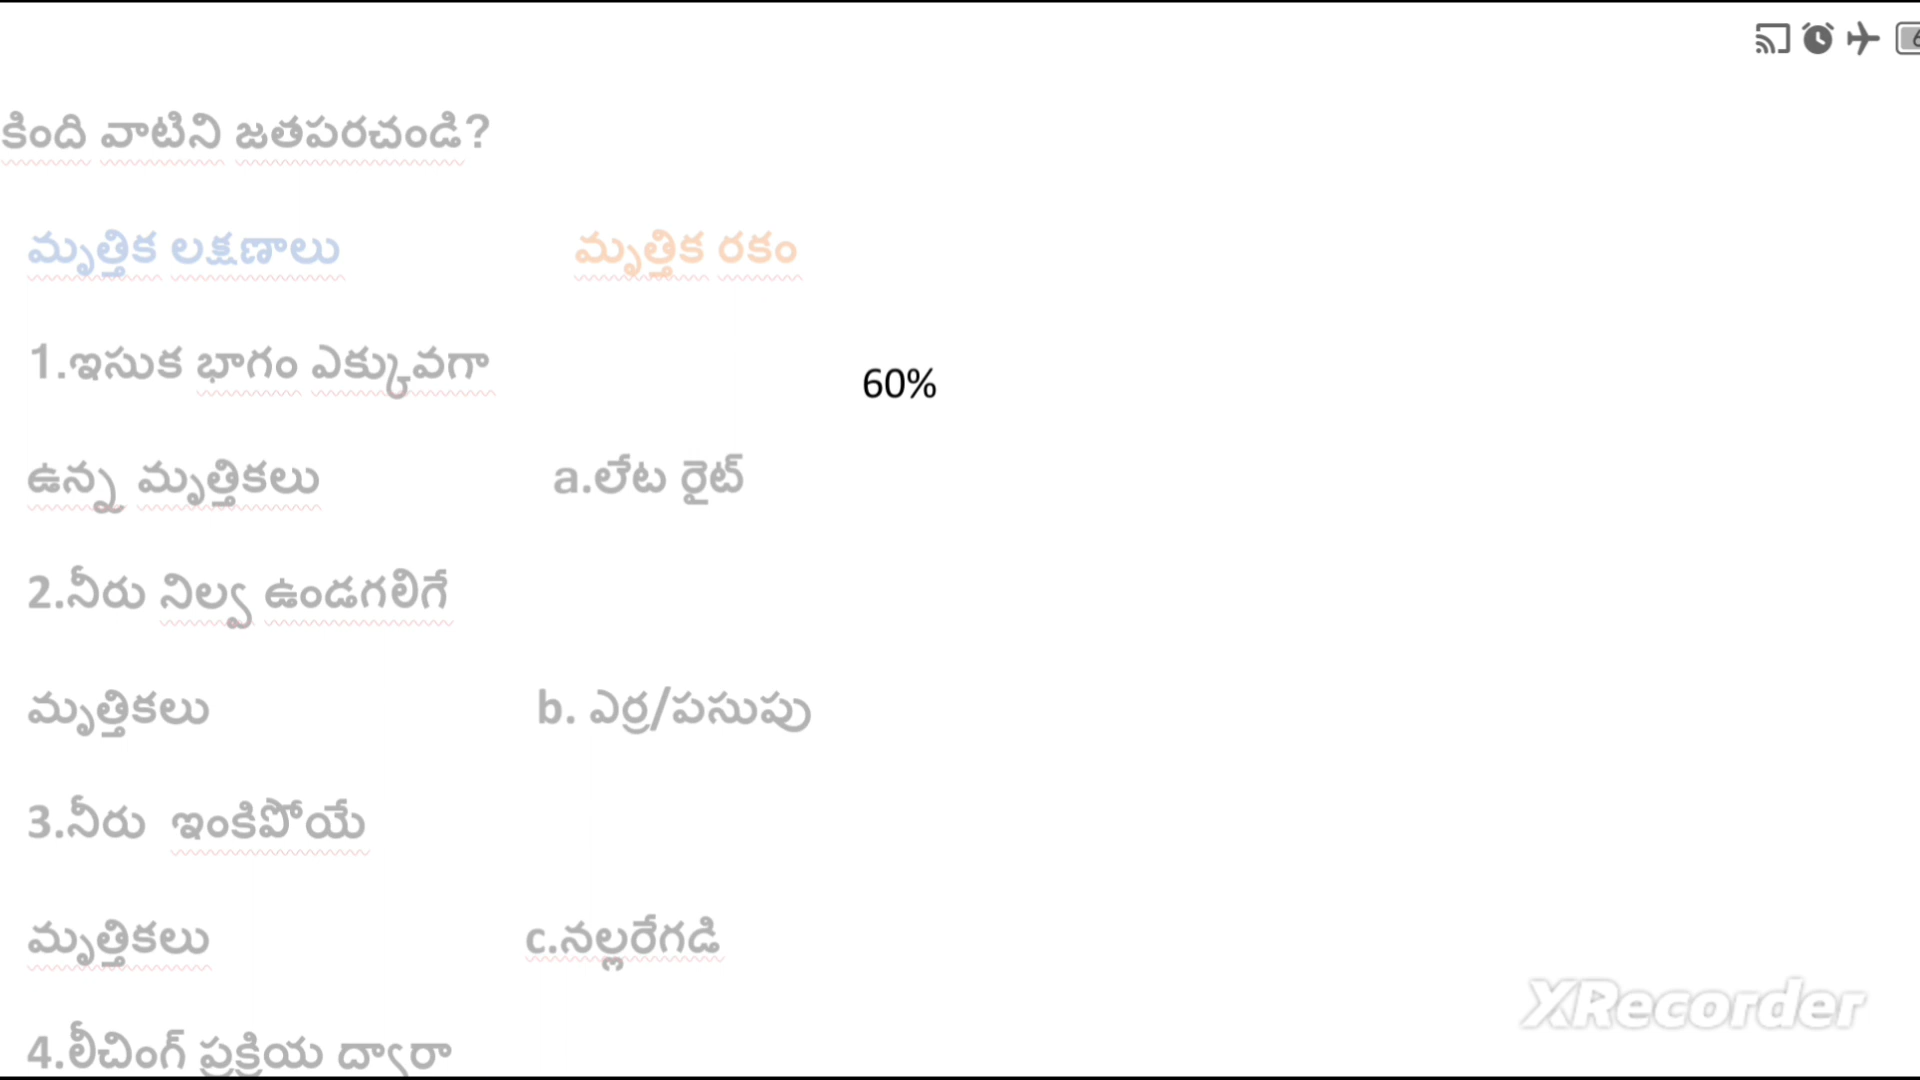 కింది వాటిని జతపరచండి?
మృత్తిక లక్షణాలు మృత్తిక రకం
1.ఇసుక భాగం ఎక్కువగా
60%
ఉన్న మృత్తికలు a.లేట రైట్
2.నీరు నిల్వ ఉండగలిగే
మృత్తికలు b. ఎర్ర/పసుపు
3.నీరు ఇంకిపోయే
మృత్తికలు c.నల్లరేగడి
4.లీచింగ్ ప్రక్రియ ద్వారా
XRecorder